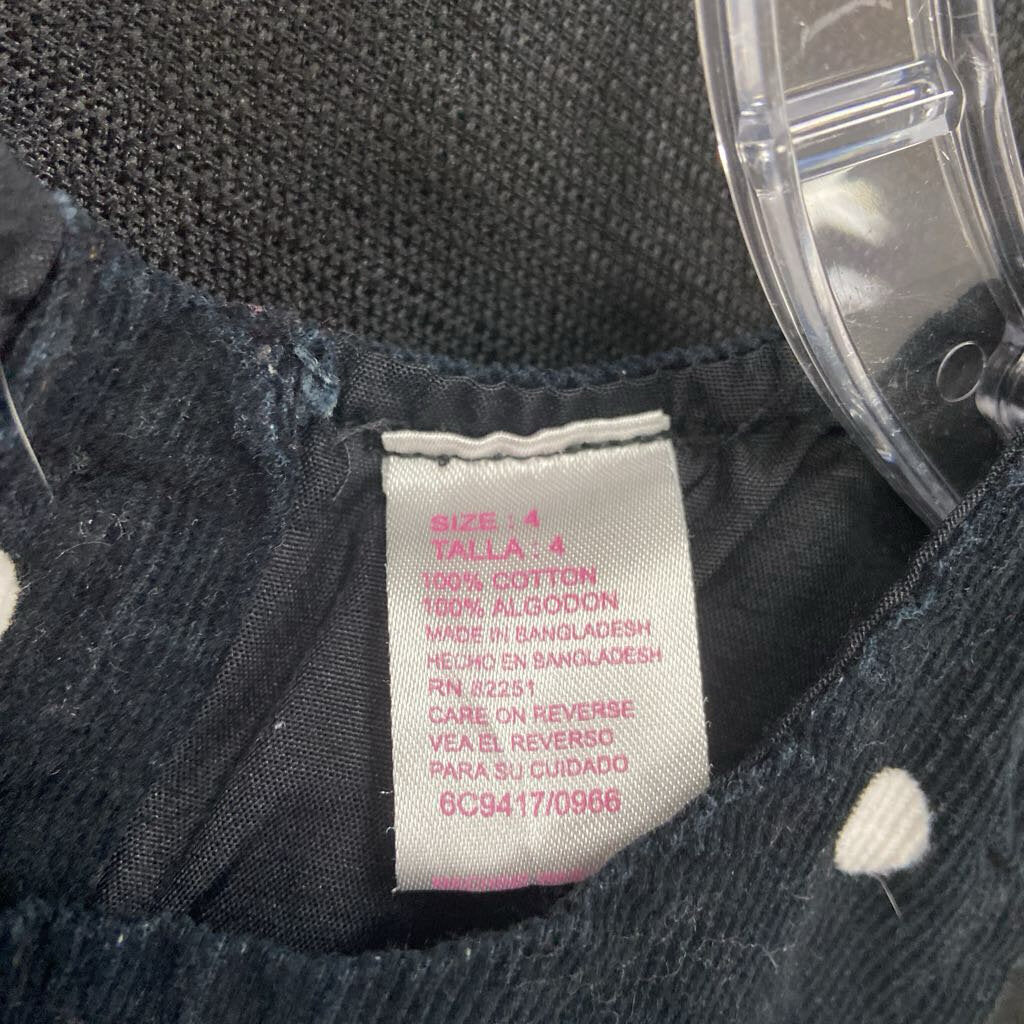 SIZE : 4
TALLA : 4
100% COTTON
100% ALGODON
MADE IN BANGLADESH
HECHO EN BANGLADESH
RN 82251
CARE ON REVERSE
VEA EL REVERSO
PARA SU CUIDADO
6C9417/0966